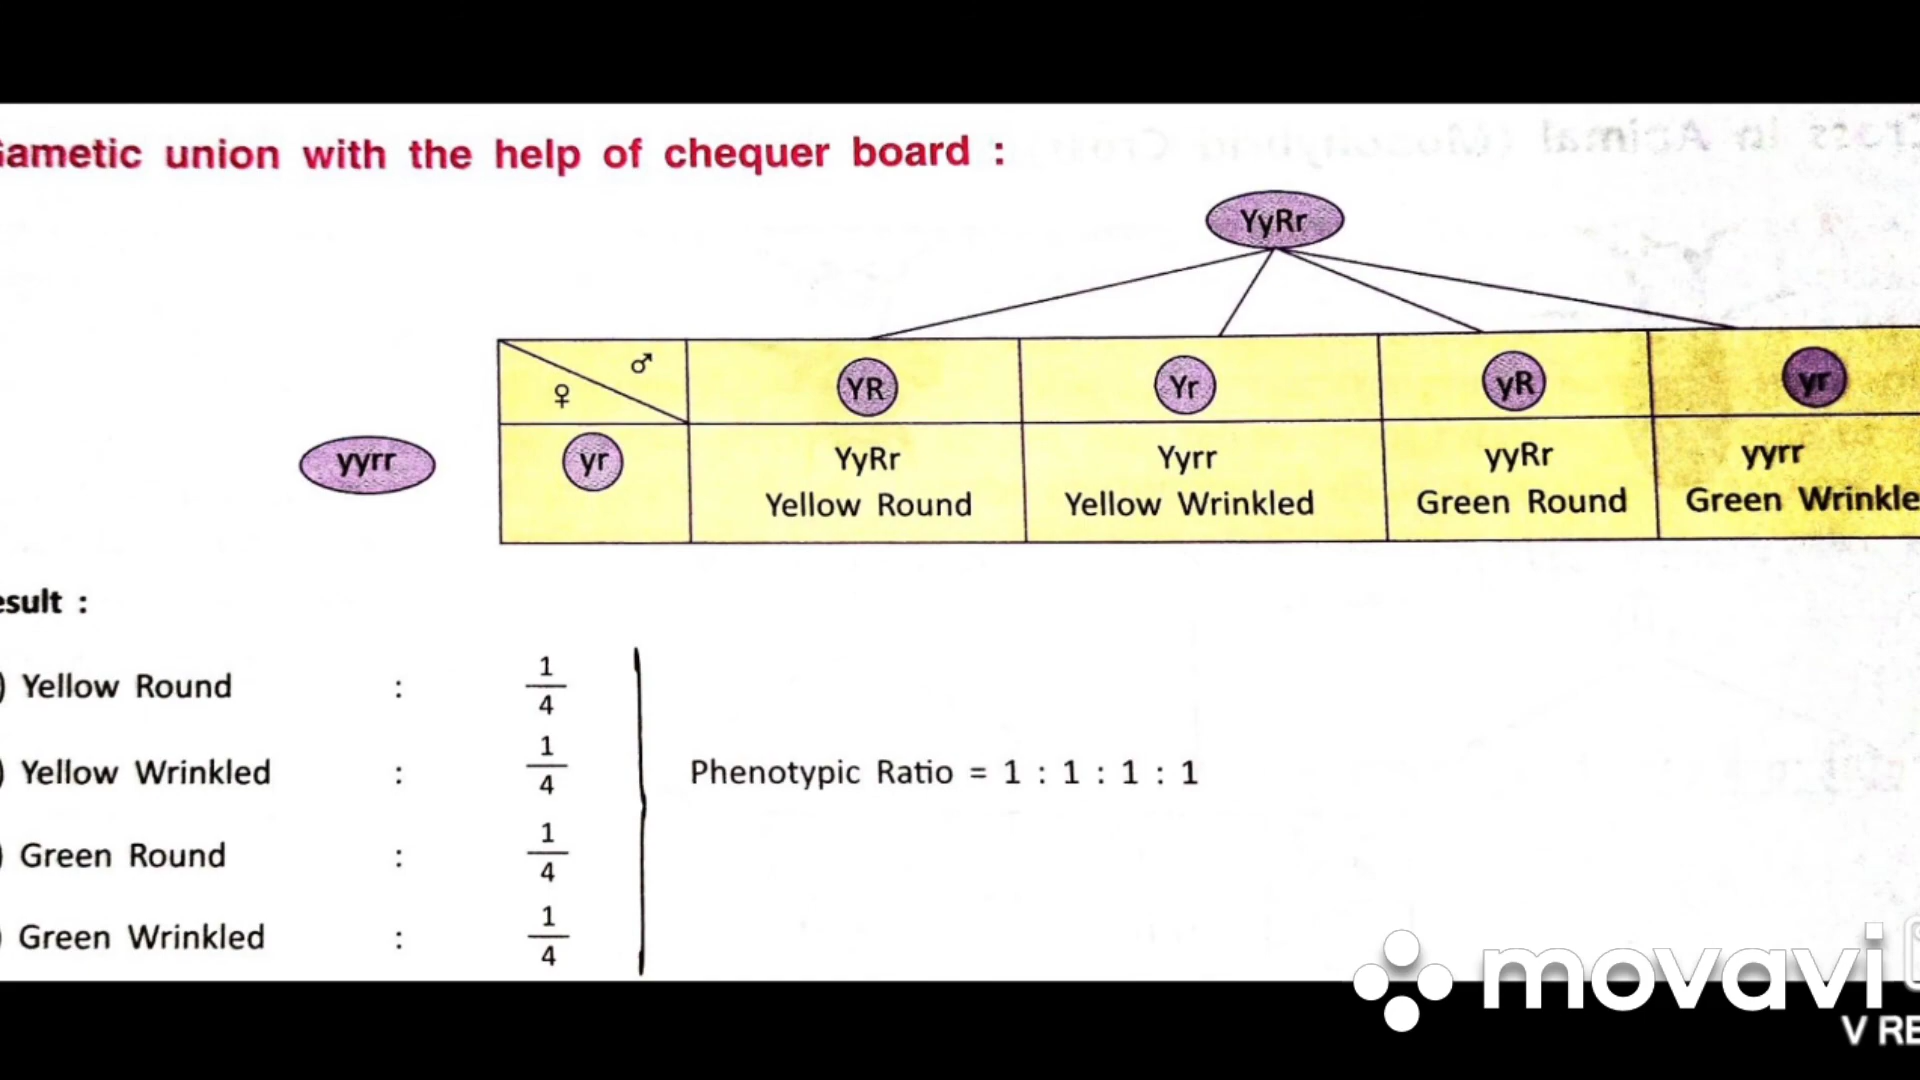 ametic union with the help of chequer board :
YyRr
♂
♀
YR Yr yR yr
yyrr
yr
YyRr Yyrr yyRr yyrr
Yellow Round Yellow Wrinkled Green Round Green Wrinkle
esult :
) Yellow Round : 1/4
) Yellow Wrinkled : 1/4
Phenotypic Ratio = 1 : 1 : 1 : 1
) Green Round : 1/4
) Green Wrinkled : 1/4
movavi
V RE